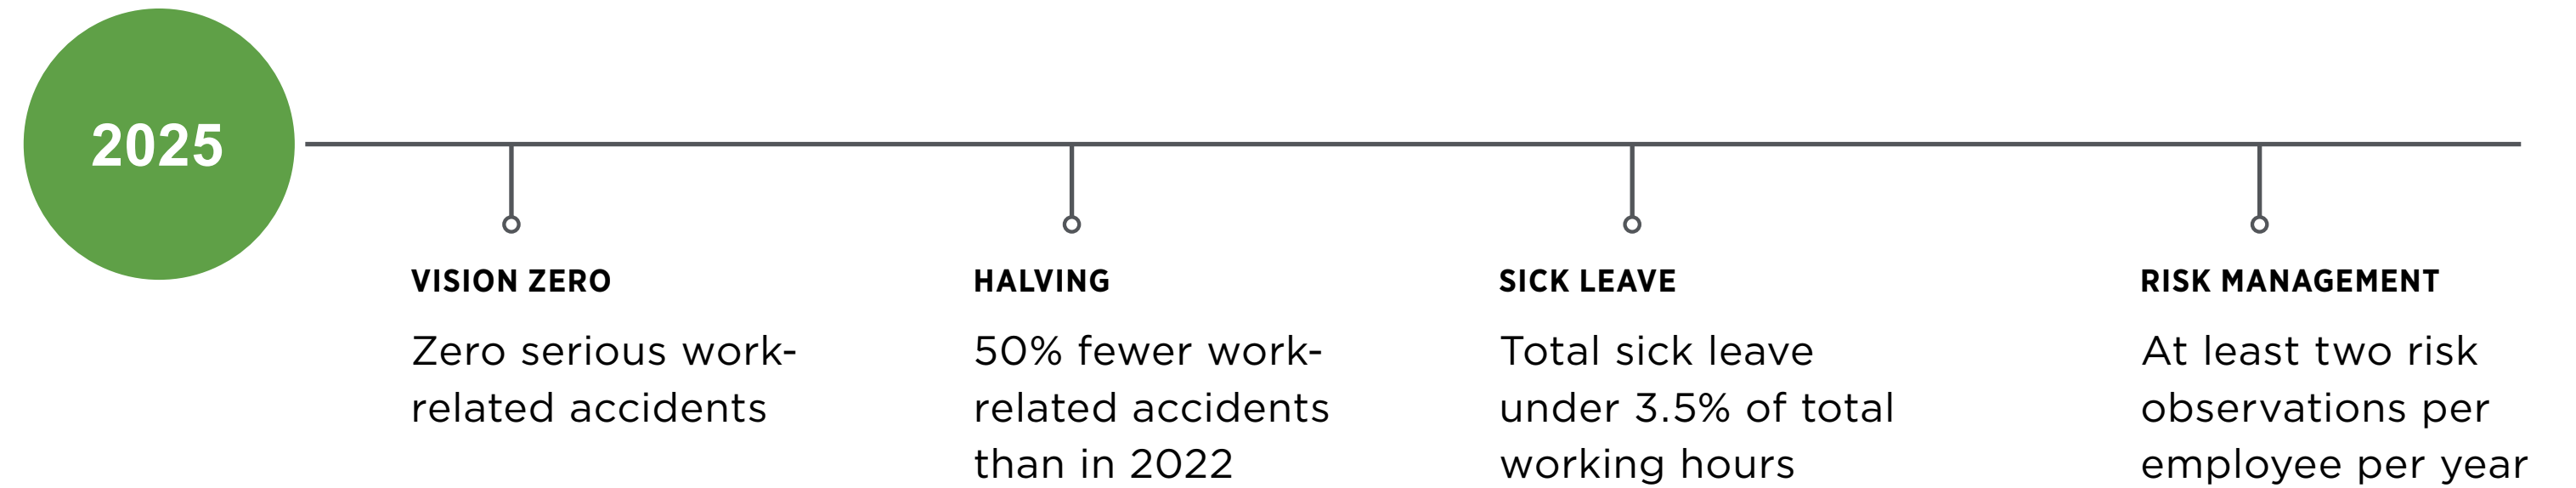 2025
VISION ZERO
Zero serious work-
related accidents
HALVING
50% fewer work-
related accidents
than in 2022
SICK LEAVE
Total sick leave
under 3.5% of total
working hours
RISK MANAGEMENT
At least two risk
observations per
employee per year